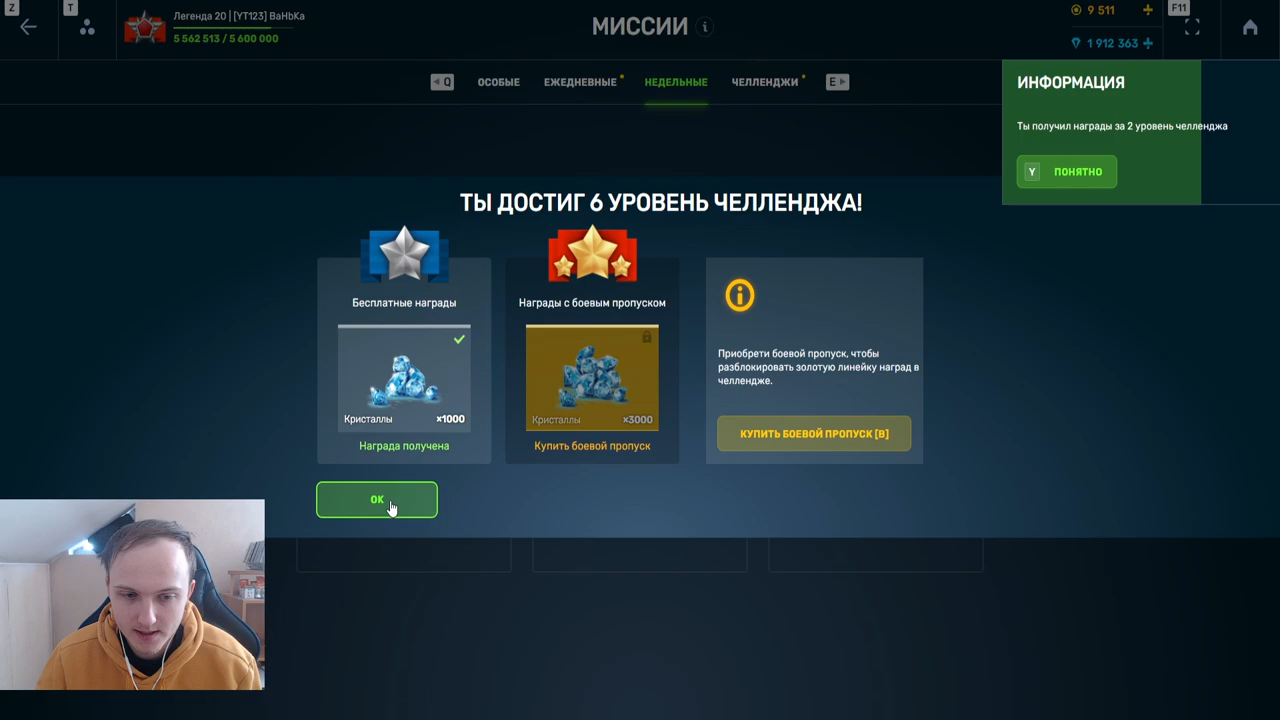 Z
T
Легенда 20 | [YT123] BaHbKa
5 562 513 / 5 600 000
МИССИИ
9 511
1 912 363
F11
Q
ОСОБЫЕ
ЕЖЕДНЕВНЫЕ
НЕДЕЛЬНЫЕ
ЧЕЛЛЕНДЖИ
E
ИНФОРМАЦИЯ
Ты получил награды за 2 уровень челленджа
Y ПОНЯТНО
ТЫ ДОСТИГ 6 УРОВЕНЬ ЧЕЛЛЕНДЖА!
Бесплатные награды
Кристаллы ×1000
Награда получена
Награды с боевым пропуском
Кристаллы ×3000
Купить боевой пропуск
Приобрети боевой пропуск, чтобы
разблокировать золотую линейку наград в
челлендже.
КУПИТЬ БОЕВОЙ ПРОПУСК [B]
ОК